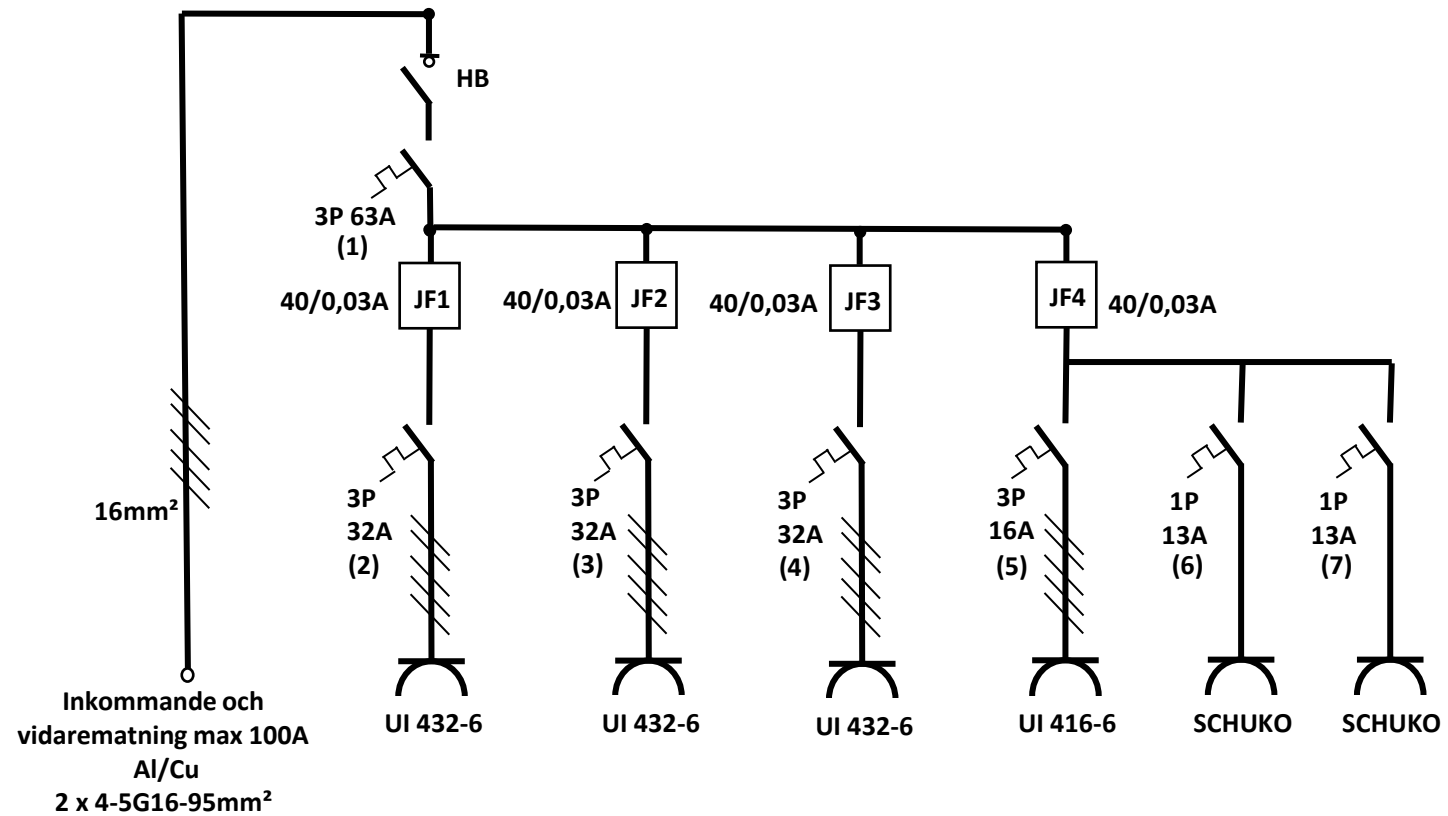 HB
3P 63A
(1)
40/0,03A
JF1
40/0,03A
JF2
40/0,03A
JF3
JF4
40/0,03A
16mm²
3P
32A
(2)
3P
32A
(3)
3P
32A
(4)
3P
16A
(5)
1P
13A
(6)
1P
13A
(7)
Inkommande och
vidarematning max 100A
Al/Cu
2 x 4-5G16-95mm²
UI 432-6
UI 432-6
UI 432-6
UI 416-6
SCHUKO
SCHUKO